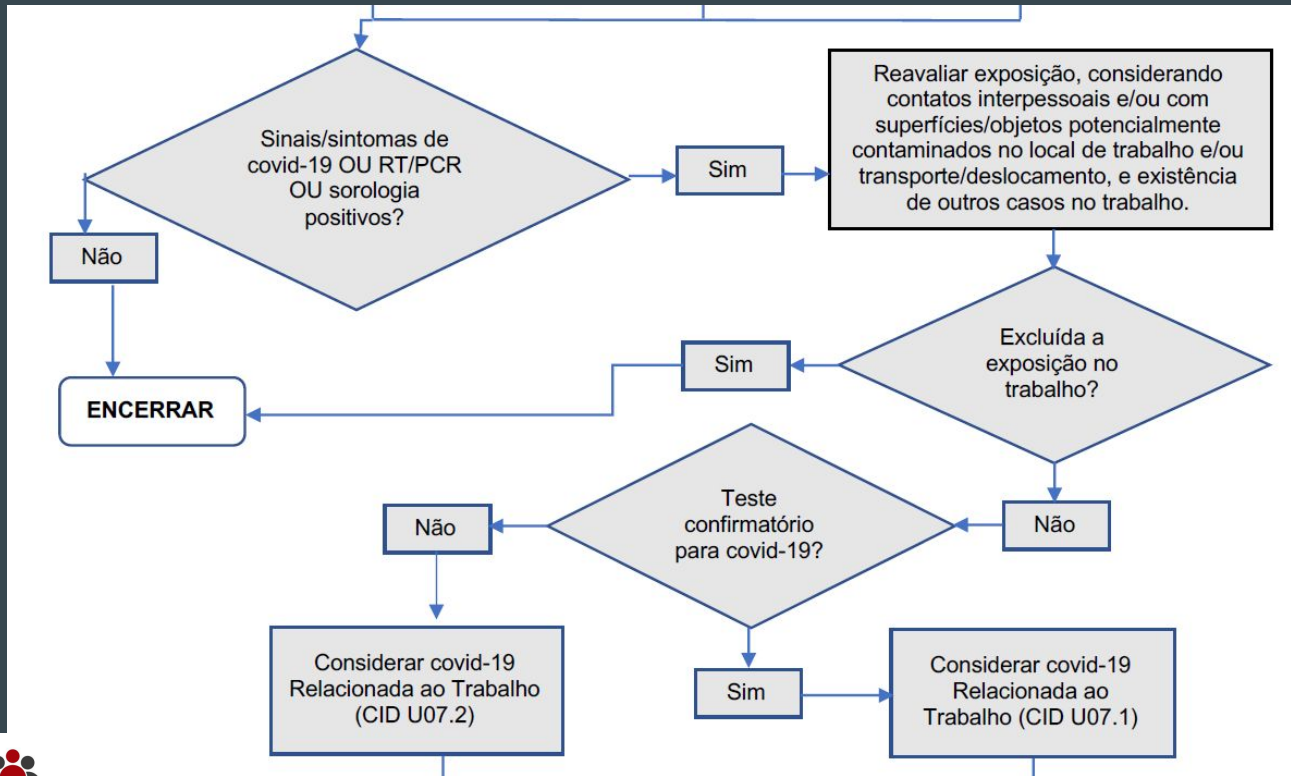 Sinais/sintomas de
covid-19 OU RT/PCR
OU sorologia
positivos?
Sim
Reavaliar exposição, considerando
contatos interpessoais e/ou com
superfícies/objetos potencialmente
contaminados no local de trabalho e/ou
transporte/deslocamento, e existência
de outros casos no trabalho.
Não
ENCERRAR
Sim
Excluída a
exposição no
trabalho?
Não
Teste
confirmatório
para covid-19?
Não
Considerar covid-19
Relacionada ao Trabalho
(CID U07.2)
Sim
Considerar covid-19
Relacionada ao
Trabalho (CID U07.1)